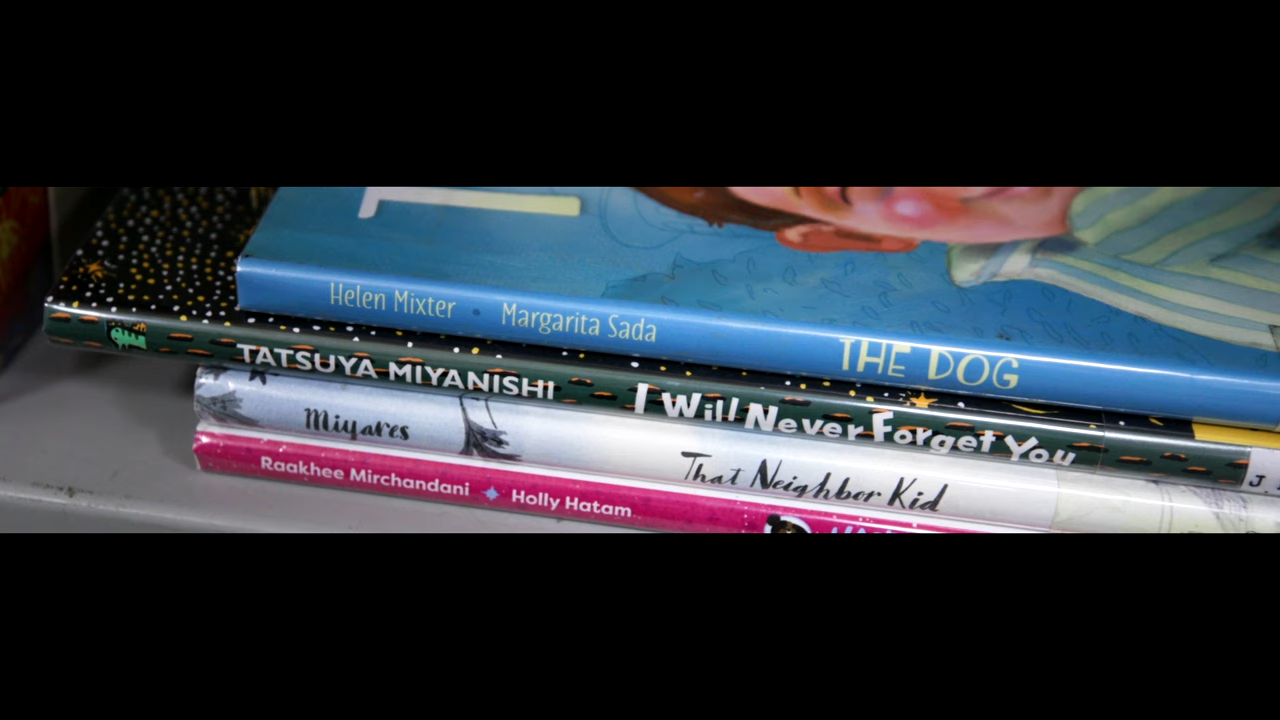 Helen Mixter • Margarita Sada THE DOG
TATSUYA MIYANISHI I Will Never Forget You J.
Miyares That Neighbor Kid
Raakhee Mirchandani Holly Hatam